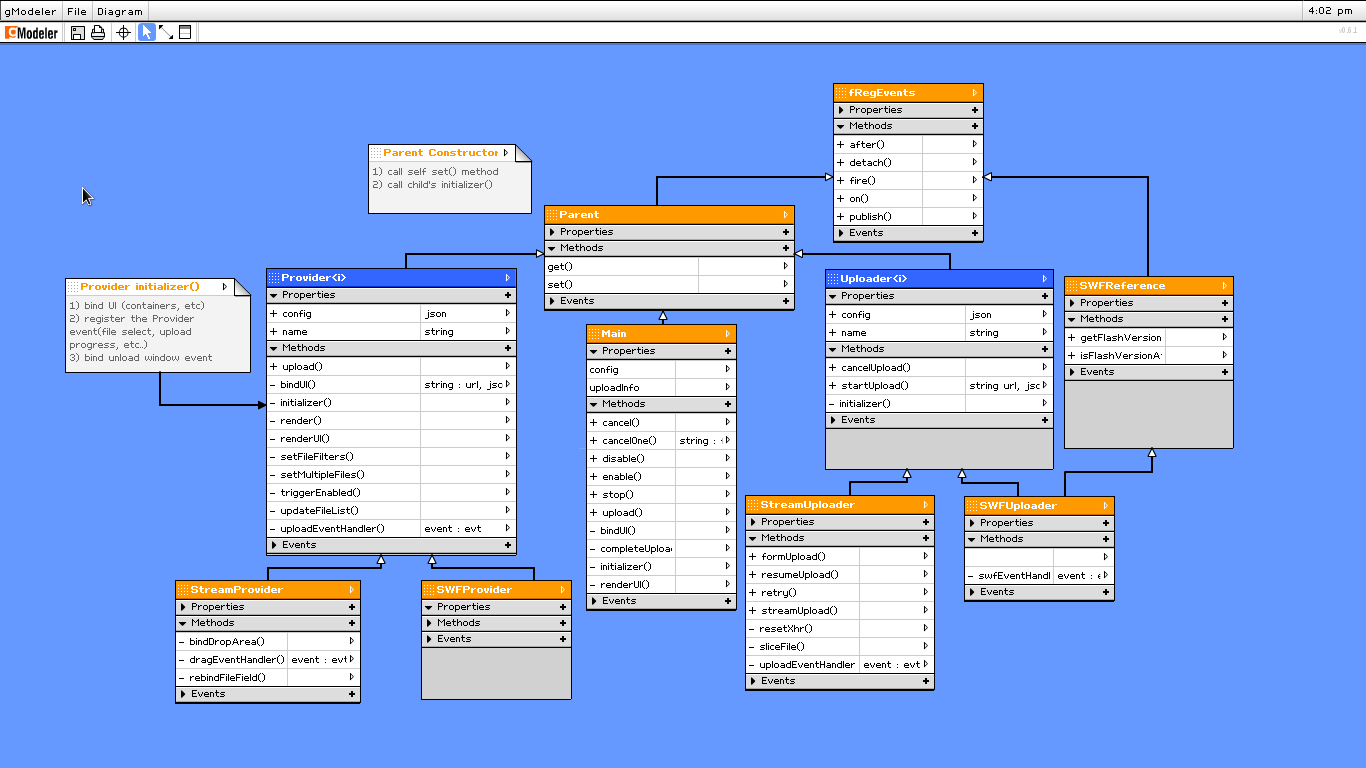 gModeler File Diagram 4:02 pm
gModeler v0.6.1
fRegEvents
Properties
Methods
+ after()
+ detach()
+ fire()
+ on()
+ publish()
Events
Parent Constructor
1) call self set() method
2) call child's initializer()
Parent
Properties
Methods
get()
set()
Events
Provider initializer()
1) bind UI (containers, etc)
2) register the Provider
event(file select, upload
progress, etc..)
3) bind unload window event
Provider<i>
Properties
+ config json
+ name string
Methods
+ upload()
- bindUI() string : url, jsc
- initializer()
- render()
- renderUI()
- setFileFilters()
- setMultipleFiles()
- triggerEnabled()
- updateFileList()
- uploadEventHandler() event : evt
Events
Main
Properties
config
uploadInfo
Methods
+ cancel()
+ cancelOne() string :
+ disable()
+ enable()
+ stop()
+ upload()
- bindUI()
- completeUploa
- initializer()
- renderUI()
Events
Uploader<i>
Properties
+ config json
+ name string
Methods
+ cancelUpload()
+ startUpload() string url, jsc
- initializer()
Events
SWFReference
Properties
Methods
+ getFlashVersion
+ isFlashVersionA
Events
StreamProvider
Properties
Methods
- bindDropArea()
- dragEventHandler() event : evt
- rebindFileField()
Events
SWFProvider
Properties
Methods
Events
StreamUploader
Properties
Methods
+ formUpload()
+ resumeUpload()
+ retry()
+ streamUpload()
- resetXhr()
- sliceFile()
- uploadEventHandler event : evt
Events
SWFUploader
Properties
Methods
- swfEventHandl event : e
Events